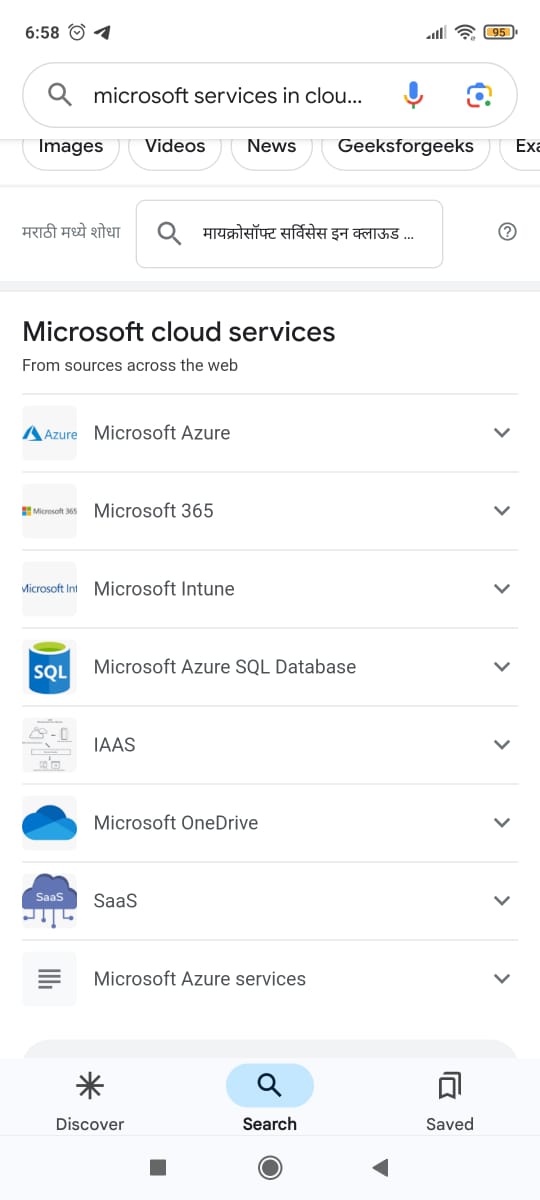 6:58
95
microsoft services in clou...
Images
Videos
News
Geeksforgeeks
Exa
मराठी मध्ये शोधा
मायक्रोसॉफ्ट सर्विसेस इन क्लाऊड ...
Microsoft cloud services
From sources across the web
Azure
Microsoft Azure
Microsoft 365
Microsoft 365
Microsoft Int
Microsoft Intune
SQL
Microsoft Azure SQL Database
IAAS
Microsoft OneDrive
SaaS
SaaS
Microsoft Azure services
Discover
Search
Saved